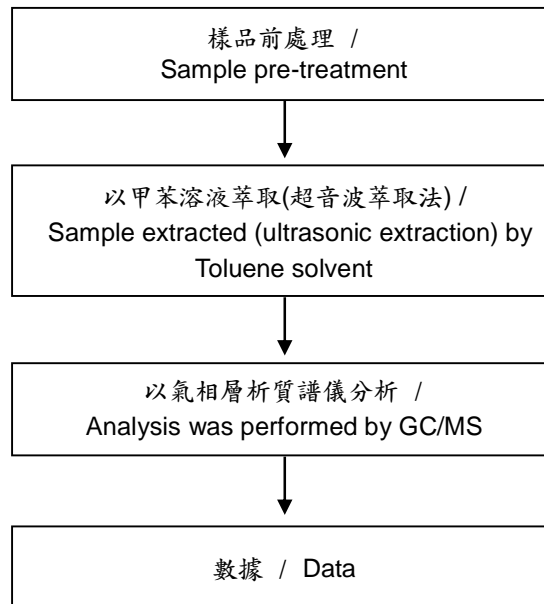 樣品前處理 /
Sample pre-treatment
以甲苯溶液萃取(超音波萃取法) /
Sample extracted (ultrasonic extraction) by
Toluene solvent
以氣相層析質譜儀分析 /
Analysis was performed by GC/MS
數據 / Data